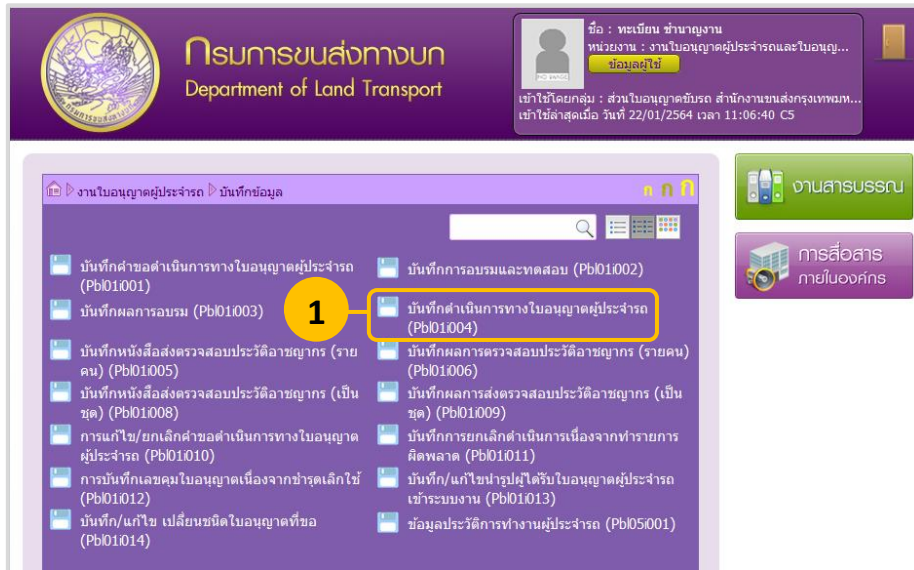 กรมการขนส่งทางบก
Department of Land Transport
NO IMAGE
ชื่อ : ทะเบียน ชำนาญงาน
หน่วยงาน : งานใบอนุญาตผู้ประจำรถและใบอนุญ...
ข้อมูลผู้ใช้
เข้าใช้โดยกลุ่ม : ส่วนใบอนุญาตขับรถ สำนักงานขนส่งกรุงเทพมห...
เข้าใช้ล่าสุดเมื่อ วันที่ 22/01/2564 เวลา 11:06:40 C5
งานใบอนุญาตผู้ประจำรถ บันทึกข้อมูล
ก ก ก
งานสารบรรณ
การสื่อสาร
ภายในองค์กร
บันทึกคำขอดำเนินการทางใบอนุญาตผู้ประจำรถ
(Pbl01i001)
บันทึกการอบรมและทดสอบ (Pbl01i002)
บันทึกผลการอบรม (Pbl01i003)
1
บันทึกดำเนินการทางใบอนุญาตผู้ประจำรถ
(Pbl01i004)
บันทึกหนังสือส่งตรวจสอบประวัติอาชญากร (ราย
คน) (Pbl01i005)
บันทึกผลการตรวจสอบประวัติอาชญากร (รายคน)
(Pbl01i006)
บันทึกหนังสือส่งตรวจสอบประวัติอาชญากร (เป็น
ชุด) (Pbl01i008)
บันทึกผลการส่งตรวจสอบประวัติอาชญากร (เป็น
ชุด) (Pbl01i009)
การแก้ไข/ยกเลิกคำขอดำเนินการทางใบอนุญาต
ผู้ประจำรถ (Pbl01i010)
บันทึกการยกเลิกดำเนินการเนื่องจากทำรายการ
ผิดพลาด (Pbl01i011)
การบันทึกเลขคุมใบอนุญาตเนื่องจากชำรุดเลิกใช้
(Pbl01i012)
บันทึก/แก้ไขนำรูปผู้ได้รับใบอนุญาตผู้ประจำรถ
เข้าระบบงาน (Pbl01i013)
บันทึก/แก้ไข เปลี่ยนชนิดใบอนุญาตที่ขอ
(Pbl01i014)
ข้อมูลประวัติการทำงานผู้ประจำรถ (Pbl05i001)